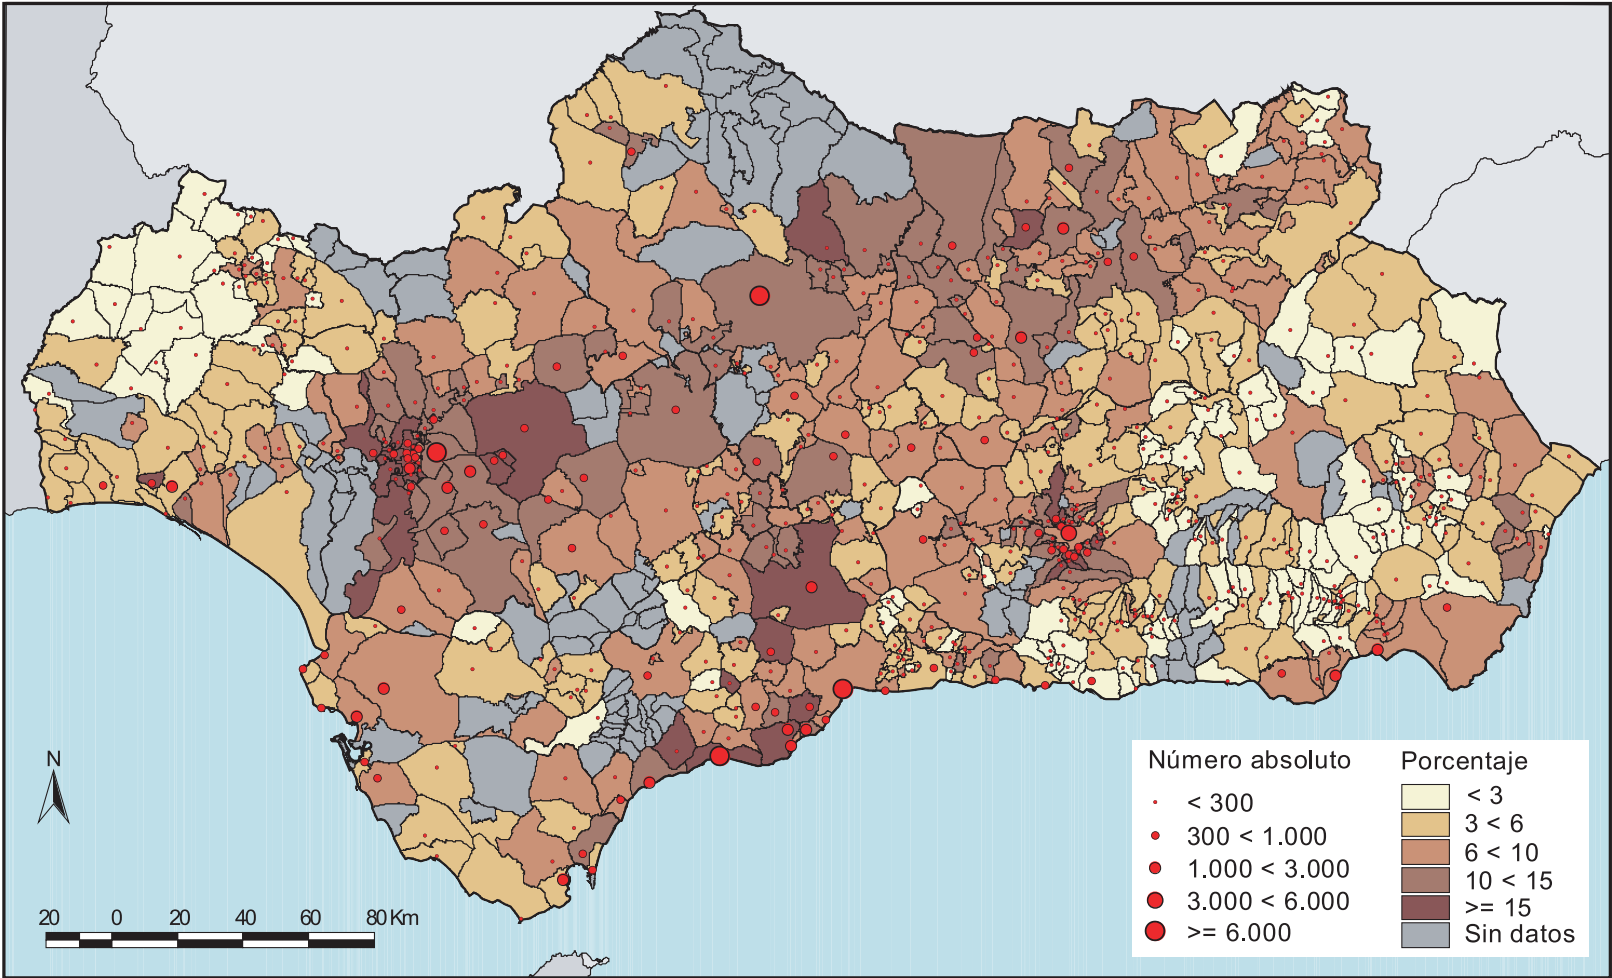 N
20 0 20 40 60 80 Km
Número absoluto
< 300
300 < 1.000
1.000 < 3.000
3.000 < 6.000
>= 6.000
Porcentaje
< 3
3 < 6
6 < 10
10 < 15
>= 15
Sin datos